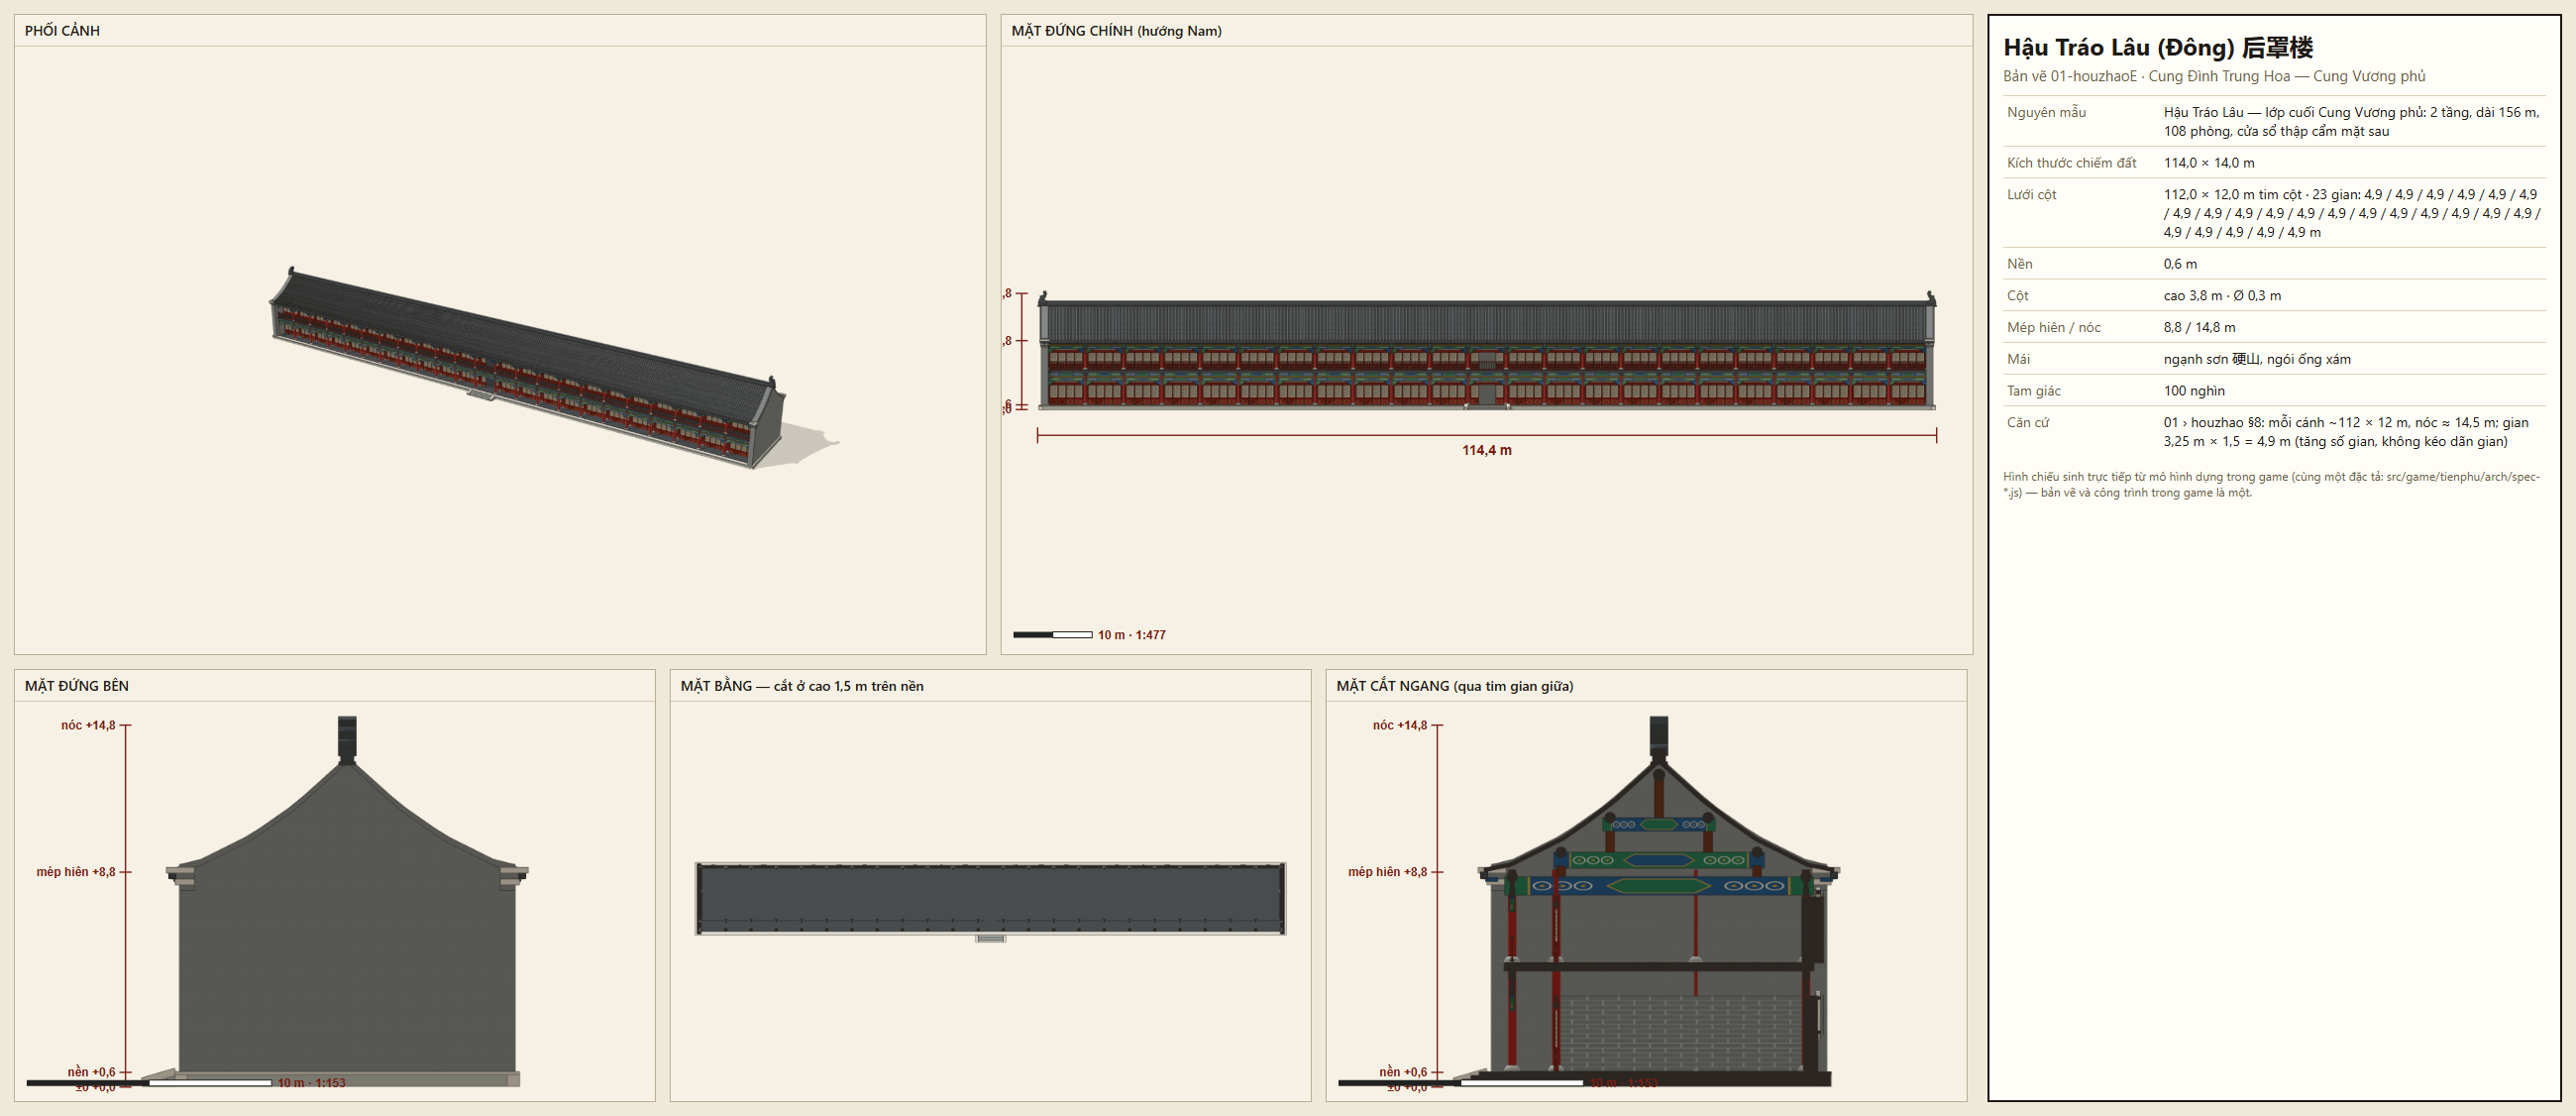 PHỐI CẢNH
MẶT ĐỨNG CHÍNH (hướng Nam)
,8
,8
,6
,0
114,4 m
10 m · 1:477
MẶT ĐỨNG BÊN
nóc +14,8
mép hiên +8,8
nền +0,6
±0 +0,0
10 m · 1:153
MẶT BẰNG — cắt ở cao 1,5 m trên nền
MẶT CẮT NGANG (qua tim gian giữa)
nóc +14,8
mép hiên +8,8
nền +0,6
±0 +0,0
10 m · 1:153
Hậu Tráo Lâu (Đông) 后罩楼
Bản vẽ 01-houzhaoE · Cung Đình Trung Hoa — Cung Vương phủ
Nguyên mẫu
Hậu Tráo Lâu — lớp cuối Cung Vương phủ: 2 tầng, dài 156 m,
108 phòng, cửa sổ thập cẩm mặt sau
Kích thước chiếm đất
114,0 × 14,0 m
Lưới cột
112,0 × 12,0 m tim cột · 23 gian: 4,9 / 4,9 / 4,9 / 4,9 / 4,9 / 4,9
/ 4,9 / 4,9 / 4,9 / 4,9 / 4,9 / 4,9 / 4,9 / 4,9 / 4,9 / 4,9 / 4,9 / 4,9 /
4,9 / 4,9 / 4,9 / 4,9 / 4,9 m
Nền
0,6 m
Cột
cao 3,8 m · Ø 0,3 m
Mép hiên / nóc
8,8 / 14,8 m
Mái
ngạnh sơn 硬山, ngói ống xám
Tam giác
100 nghìn
Căn cứ
01 › houzhao §8: mỗi cánh ~112 × 12 m, nóc ≈ 14,5 m; gian
3,25 m × 1,5 = 4,9 m (tăng số gian, không kéo dãn gian)
Hình chiếu sinh trực tiếp từ mô hình dựng trong game (cùng một đặc tả: src/game/tienphu/arch/spec-
*.js) — bản vẽ và công trình trong game là một.